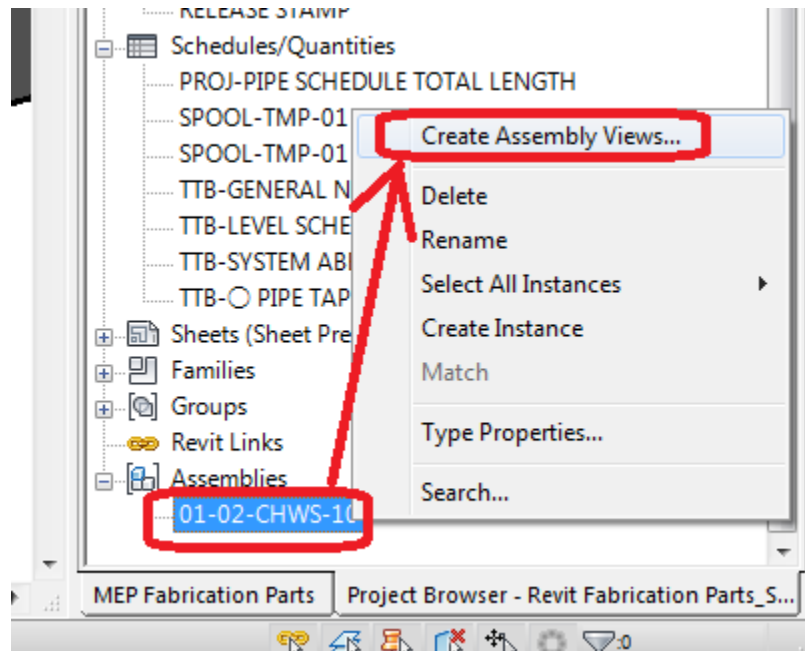 RELEASE STAMP
Schedules/Quantities
PROJ-PIPE SCHEDULE TOTAL LENGTH
SPOOL-TMP-01
SPOOL-TMP-01
TTB-GENERAL N
TTB-LEVEL SCHE
TTB-SYSTEM AB
TTB-○ PIPE TAP
Sheets (Sheet Pre
Families
Groups
Revit Links
Assemblies
01-02-CHWS-10
Create Assembly Views...
Delete
Rename
Select All Instances
Create Instance
Match
Type Properties...
Search...
MEP Fabrication Parts
Project Browser - Revit Fabrication Parts_S...
:0